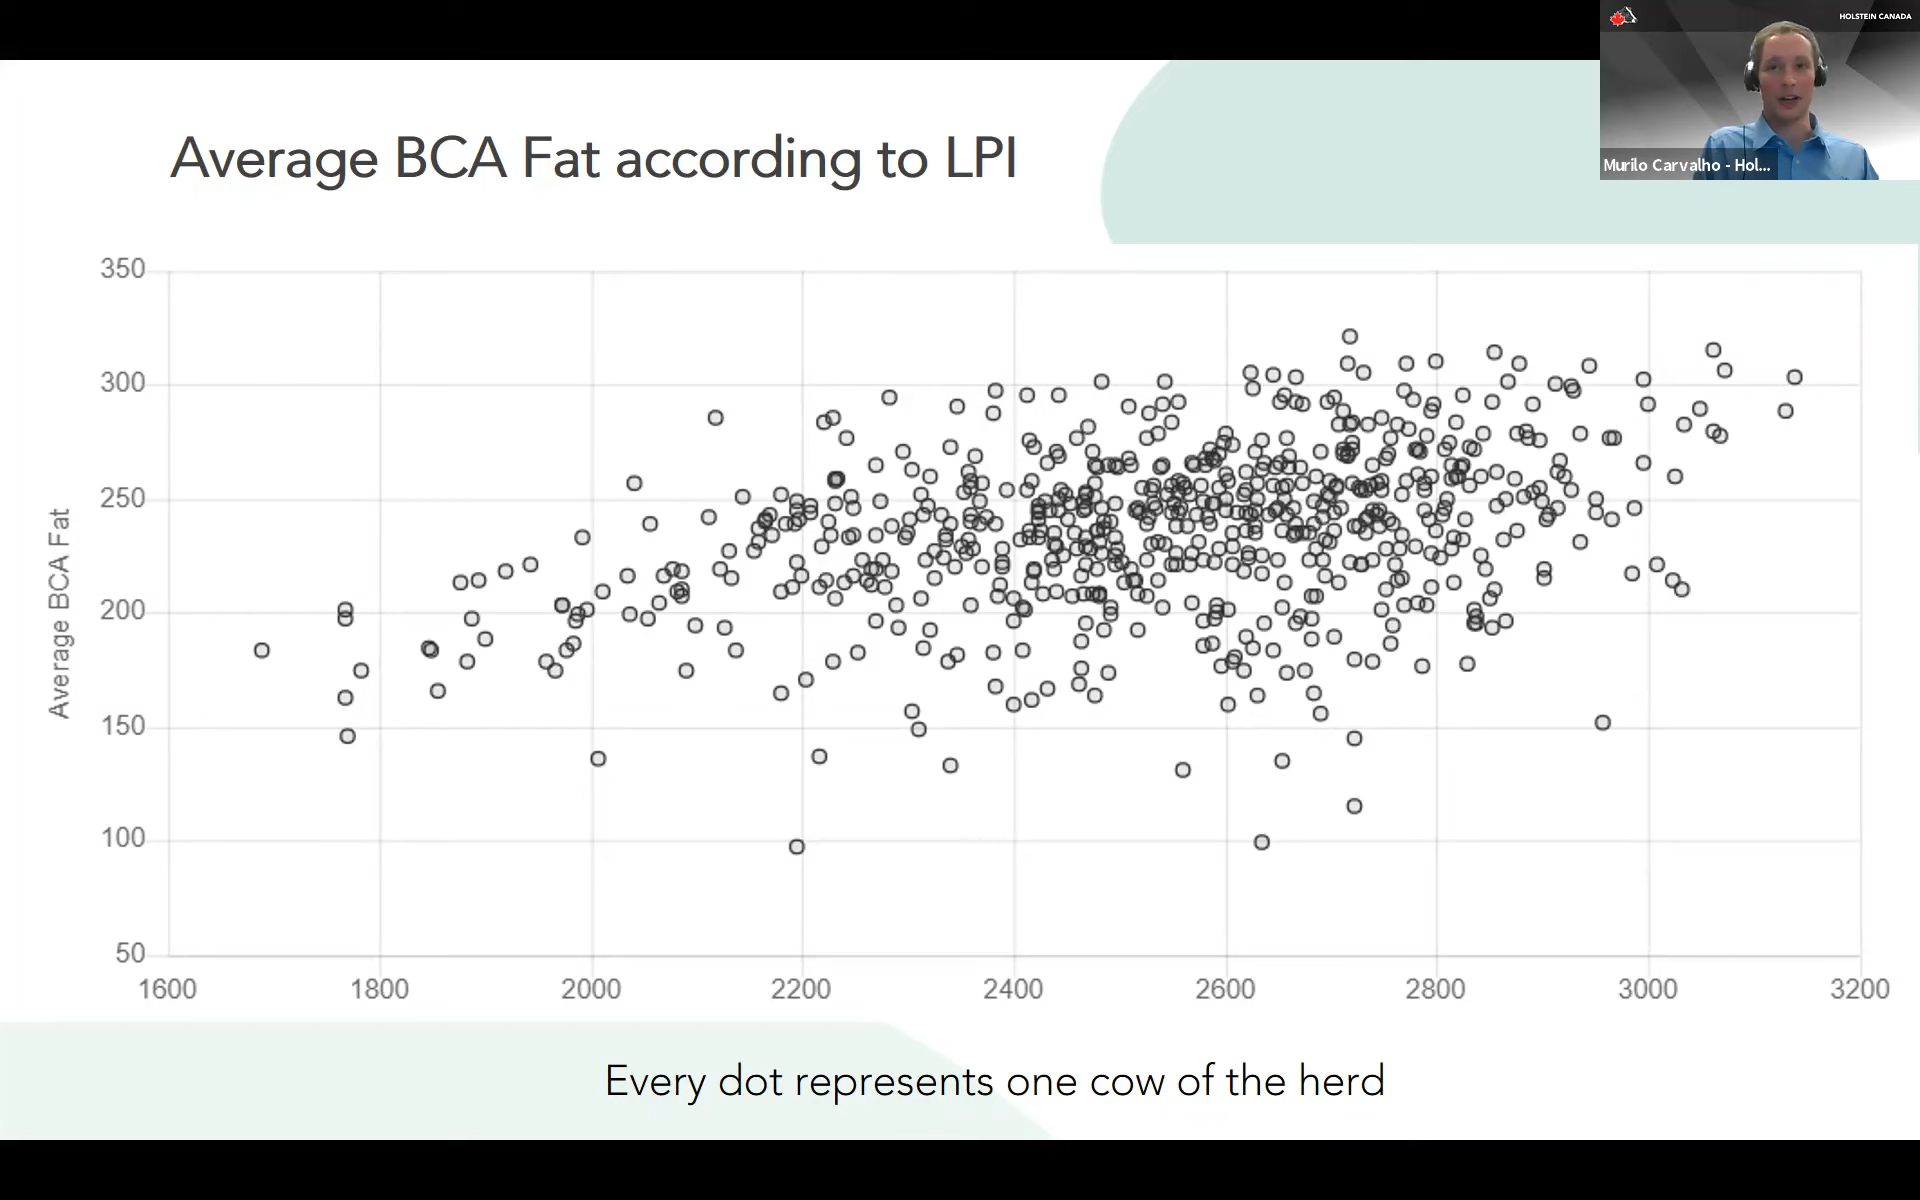 HOLSTEIN CANADA
Murilo Carvalho - Hol...
Average BCA Fat according to LPI
350
300
250
200
150
100
50
Average BCA Fat
1600 1800 2000 2200 2400 2600 2800 3000 3200
Every dot represents one cow of the herd